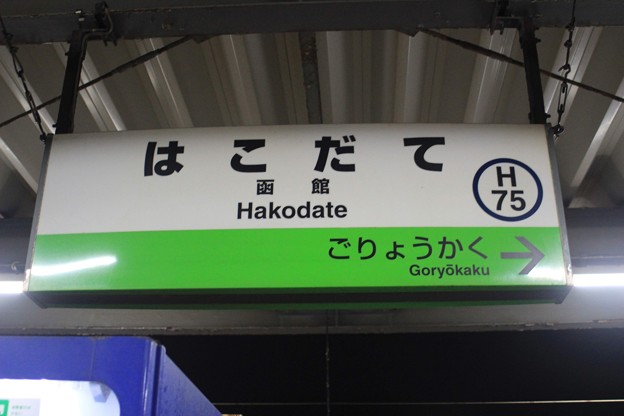 はこだて
函館
Hakodate
H
75
ごりょうかく →
Goryōkaku